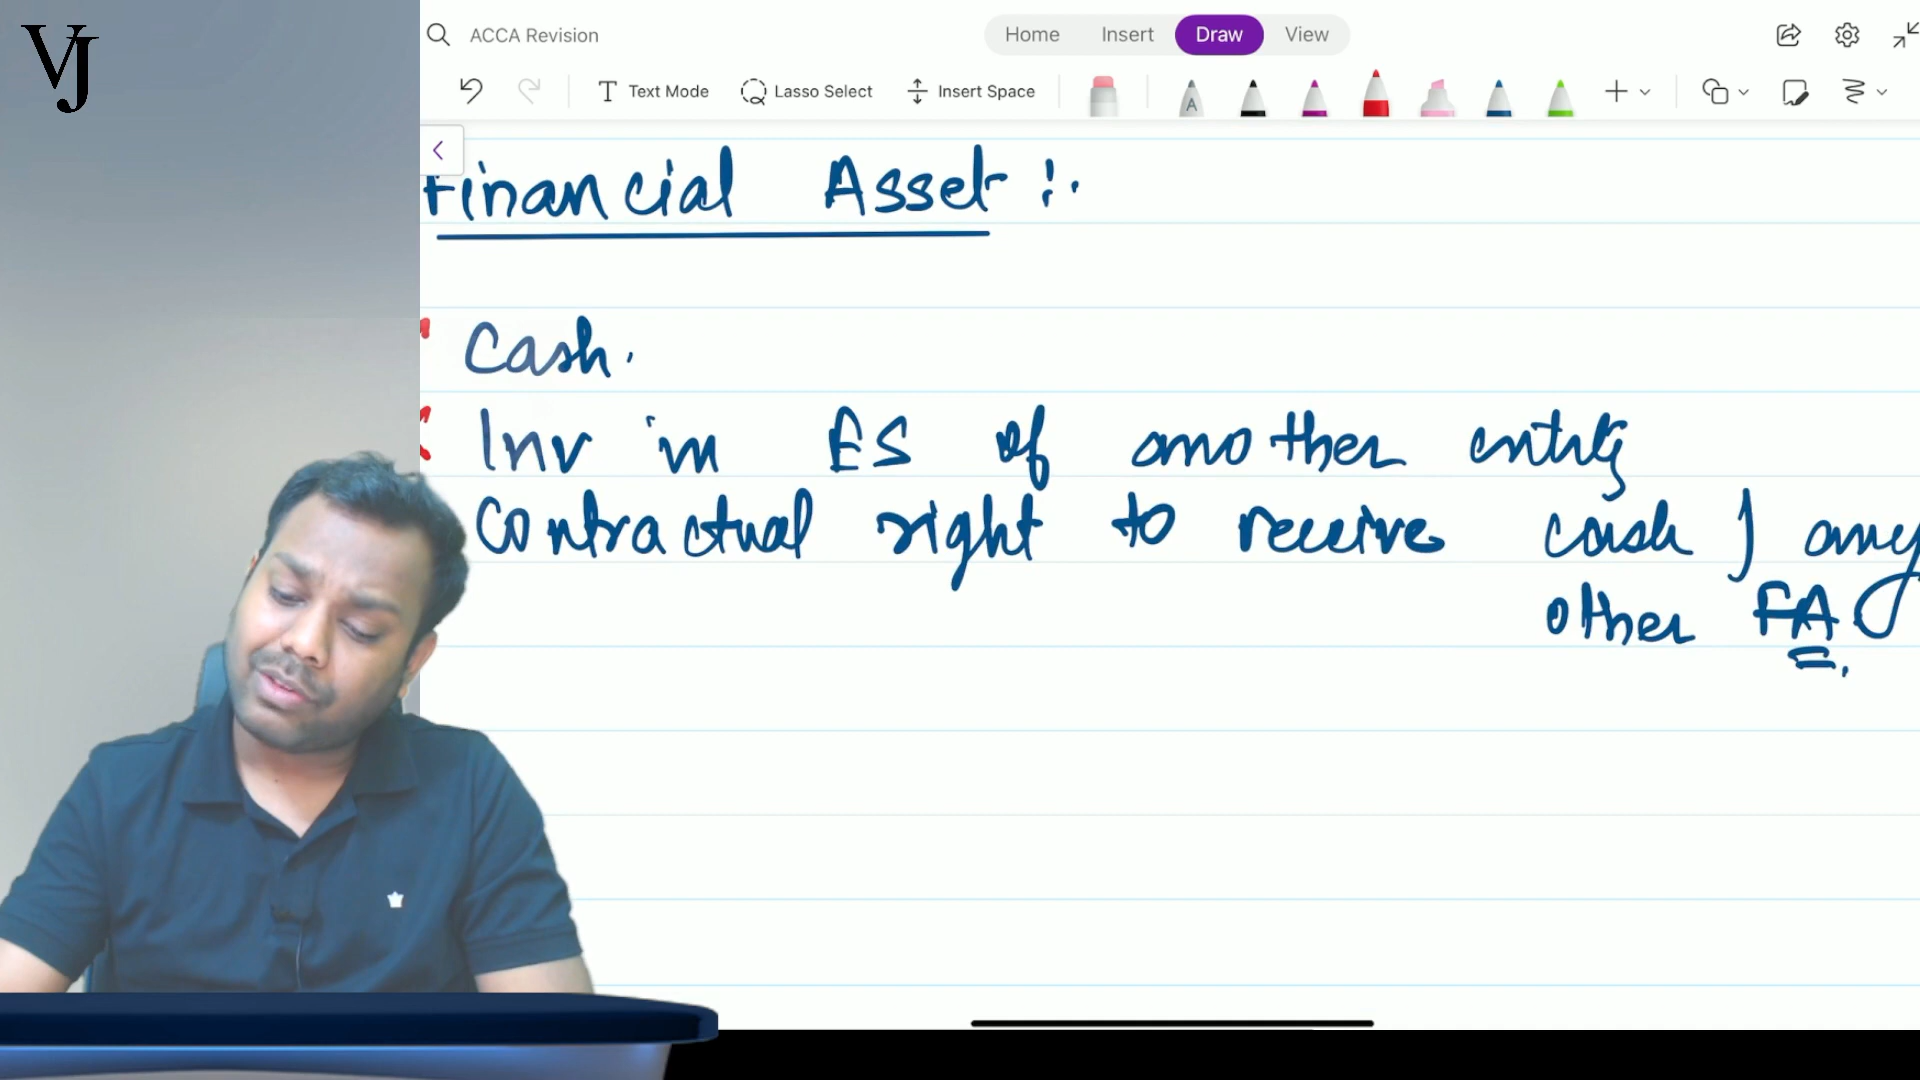 VJ
ACCA Revision
Home Insert Draw View
Text Mode Lasso Select Insert Space
A
Financial Asset :.
Cash.
Inv in ES of another entity
Contractual right to receive cash / any
other FA.